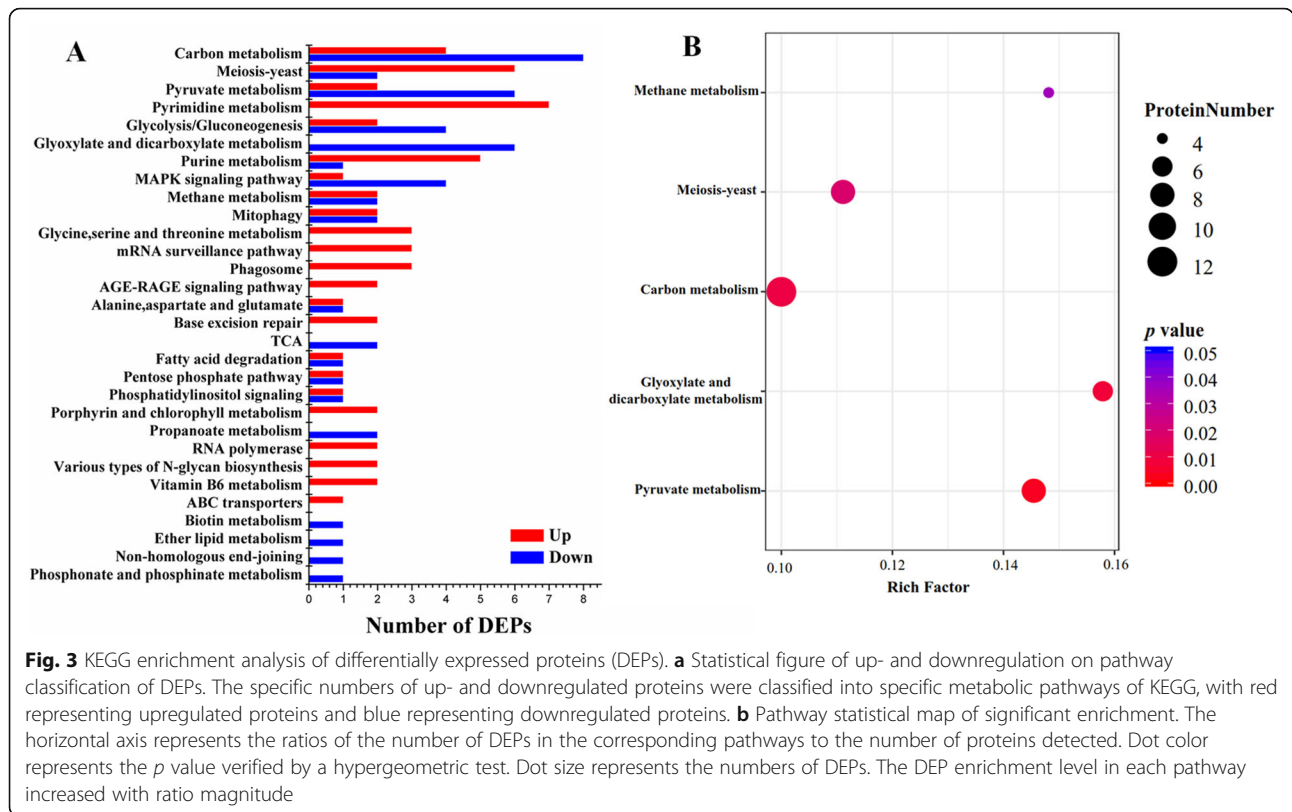 A
Carbon metabolism
Meiosis-yeast
Pyruvate metabolism
Pyrimidine metabolism
Glycolysis/Gluconeogenesis
Glyoxylate and dicarboxylate metabolism
Purine metabolism
MAPK signaling pathway
Methane metabolism
Mitophagy
Glycine,serine and threonine metabolism
mRNA surveillance pathway
Phagosome
AGE-RAGE signaling pathway
Alanine,aspartate and glutamate
Base excision repair
TCA
Fatty acid degradation
Pentose phosphate pathway
Phosphatidylinositol signaling
Porphyrin and chlorophyll metabolism
Propanoate metabolism
RNA polymerase
Various types of N-glycan biosynthesis
Vitamin B6 metabolism
ABC transporters
Biotin metabolism
Ether lipid metabolism
Non-homologous end-joining
Phosphonate and phosphinate metabolism
Up
Down
0 1 2 3 4 5 6 7 8
Number of DEPs
B
Methane metabolism
Meiosis-yeast
Carbon metabolism
Glyoxylate and
dicarboxylate metabolism
Pyruvate metabolism
0.10 0.12 0.14 0.16
Rich Factor
ProteinNumber
4
6
8
10
12
p value
0.05
0.04
0.03
0.02
0.01
0.00
Fig. 3 KEGG enrichment analysis of differentially expressed proteins (DEPs). a Statistical figure of up- and downregulation on pathway
classification of DEPs. The specific numbers of up- and downregulated proteins were classified into specific metabolic pathways of KEGG, with red
representing upregulated proteins and blue representing downregulated proteins. b Pathway statistical map of significant enrichment. The
horizontal axis represents the ratios of the number of DEPs in the corresponding pathways to the number of proteins detected. Dot color
represents the p value verified by a hypergeometric test. Dot size represents the numbers of DEPs. The DEP enrichment level in each pathway
increased with ratio magnitude